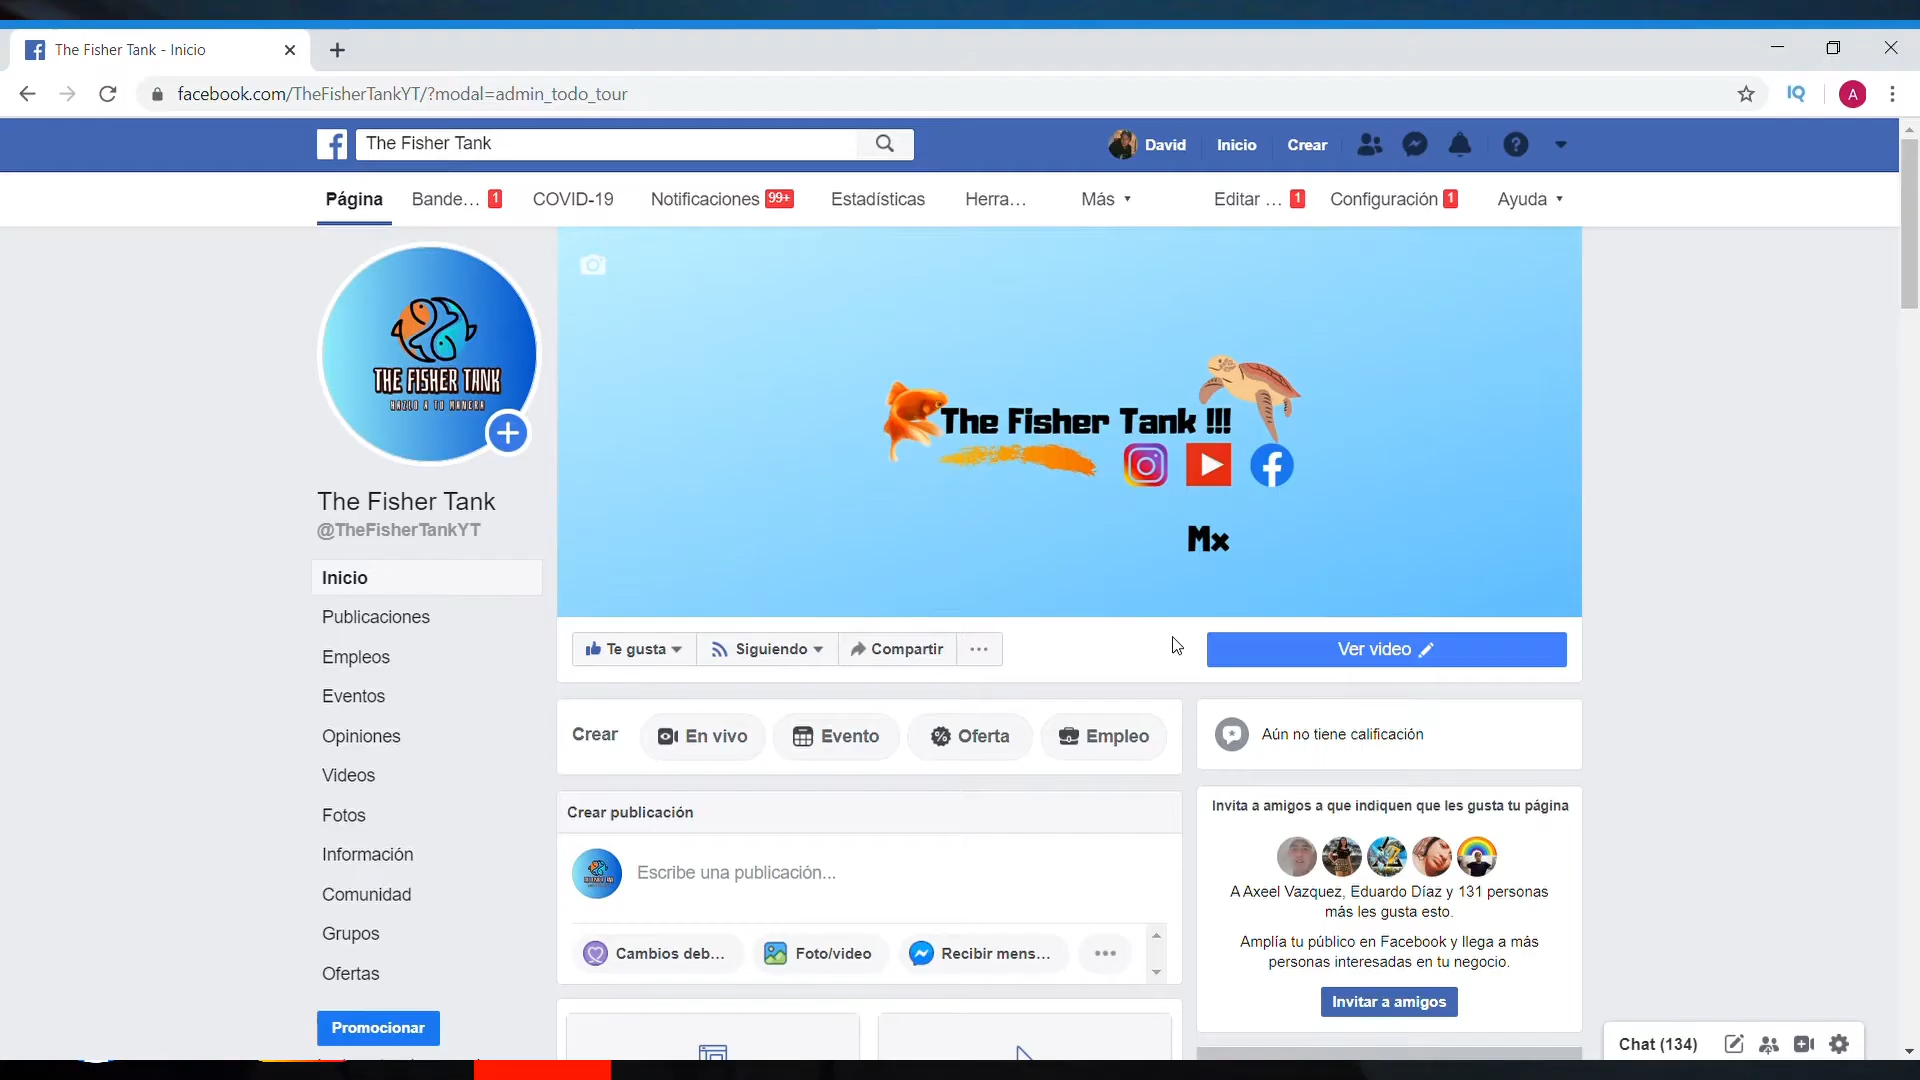 The Fisher Tank - Inicio
facebook.com/TheFisherTankYT/?modal=admin_todo_tour
IQ
A
The Fisher Tank
David
Inicio
Crear
Página
Bande... 1
COVID-19
Notificaciones 99+
Estadísticas
Herra...
Más
Editar ... 1
Configuración 1
Ayuda
THE FISHER TANK
HAZLO A TU MANERA
The Fisher Tank !!!
Mx
The Fisher Tank
@TheFisherTankYT
Inicio
Publicaciones
Empleos
Eventos
Opiniones
Videos
Fotos
Información
Comunidad
Grupos
Ofertas
Promocionar
Te gusta
Siguiendo
Compartir
Ver video
Crear
En vivo
Evento
Oferta
Empleo
Crear publicación
Escribe una publicación...
Cambios deb...
Foto/video
Recibir mens...
Aún no tiene calificación
Invita a amigos a que indiquen que les gusta tu página
A Axeel Vazquez, Eduardo Díaz y 131 personas
más les gusta esto.
Amplía tu público en Facebook y llega a más
personas interesadas en tu negocio.
Invitar a amigos
Chat (134)